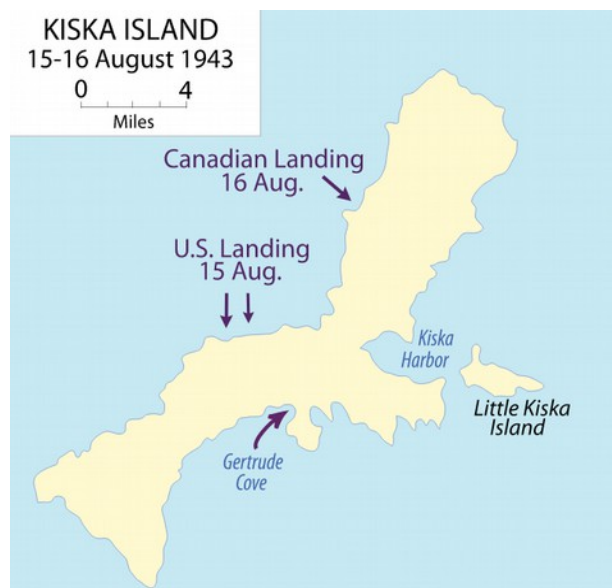 KISKA ISLAND
15-16 August 1943
0 4
Miles
Canadian Landing
16 Aug.
U.S. Landing
15 Aug.
Kiska
Harbor
Little Kiska
Island
Gertrude
Cove